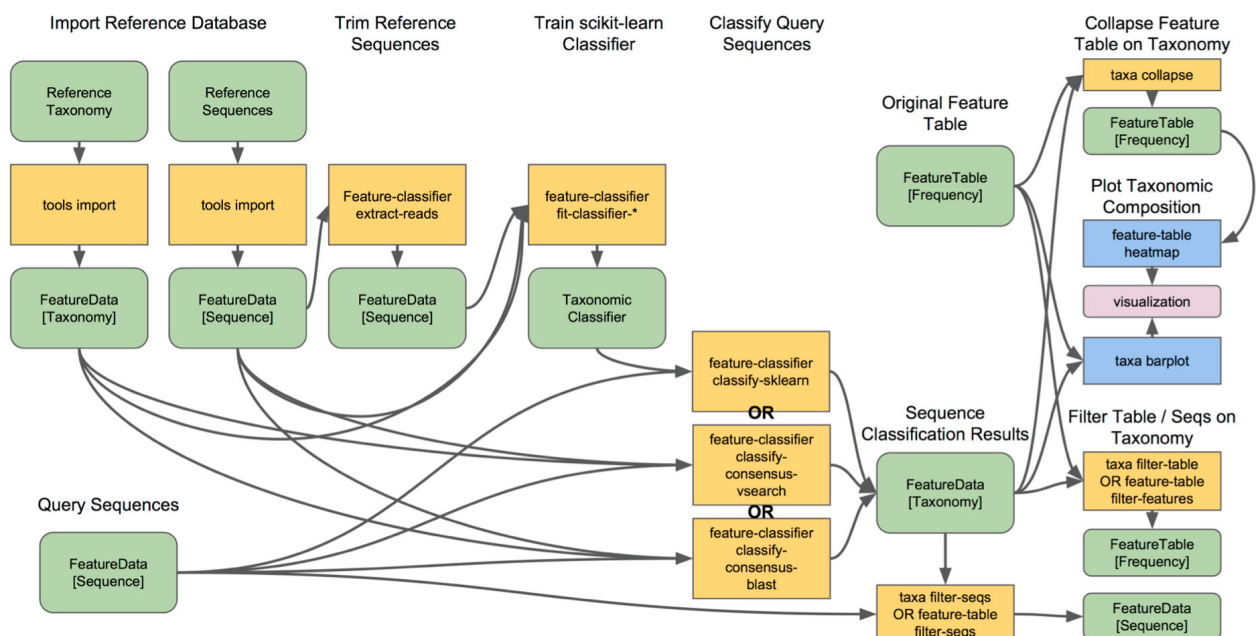 Import Reference Database
Trim Reference
Sequences
Train scikit-learn
Classifier
Classify Query
Sequences
Collapse Feature
Table on Taxonomy
Reference
Taxonomy
Reference
Sequences
taxa collapse
Original Feature
Table
FeatureTable
[Frequency]
tools import
tools import
Feature-classifier
extract-reads
feature-classifier
fit-classifier-*
FeatureTable
[Frequency]
Plot Taxonomic
Composition
feature-table
heatmap
FeatureData
[Taxonomy]
FeatureData
[Sequence]
FeatureData
[Sequence]
Taxonomic
Classifier
visualization
taxa barplot
feature-classifier
classify-sklearn
OR
feature-classifier
classify-
consensus-
vsearch
OR
feature-classifier
classify-
consensus-
blast
Sequence
Classification Results
FeatureData
[Taxonomy]
Filter Table / Seqs on
Taxonomy
taxa filter-table
OR feature-table
filter-features
FeatureTable
[Frequency]
Query Sequences
FeatureData
[Sequence]
taxa filter-seqs
OR feature-table
filter-seqs
FeatureData
[Sequence]